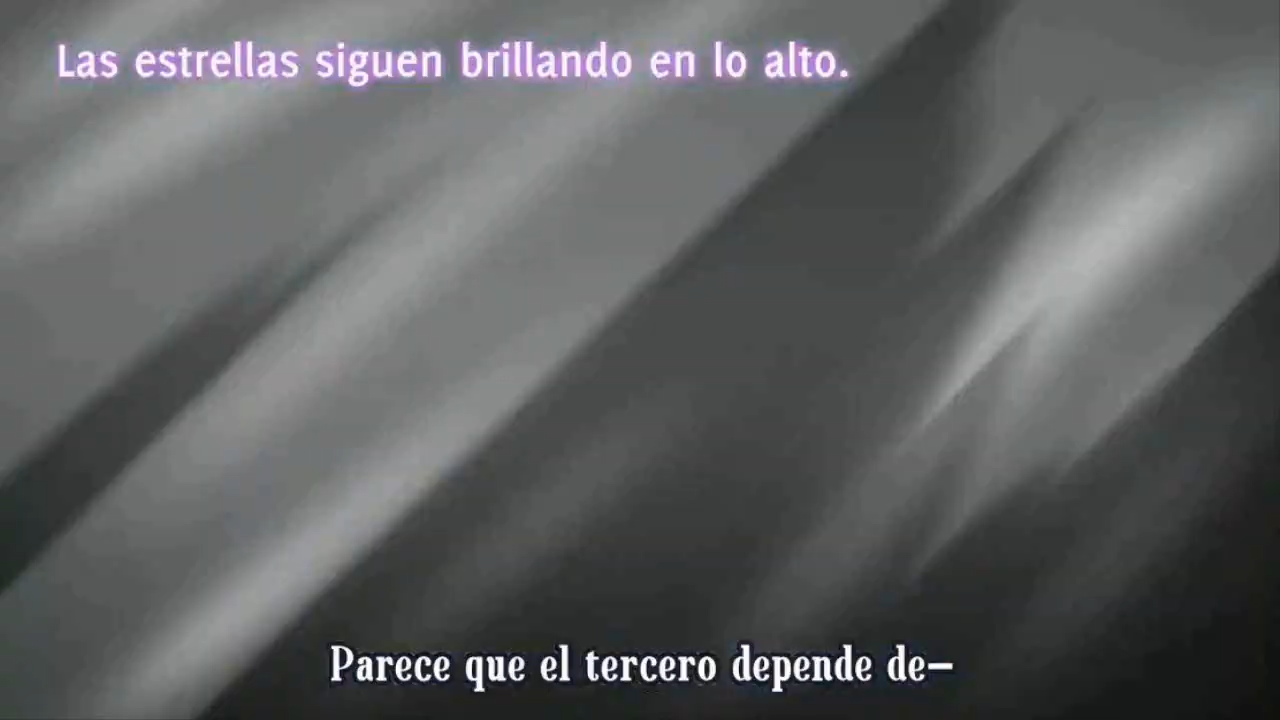 Las estrellas siguen brillando en lo alto.
Parece que el tercero depende de—